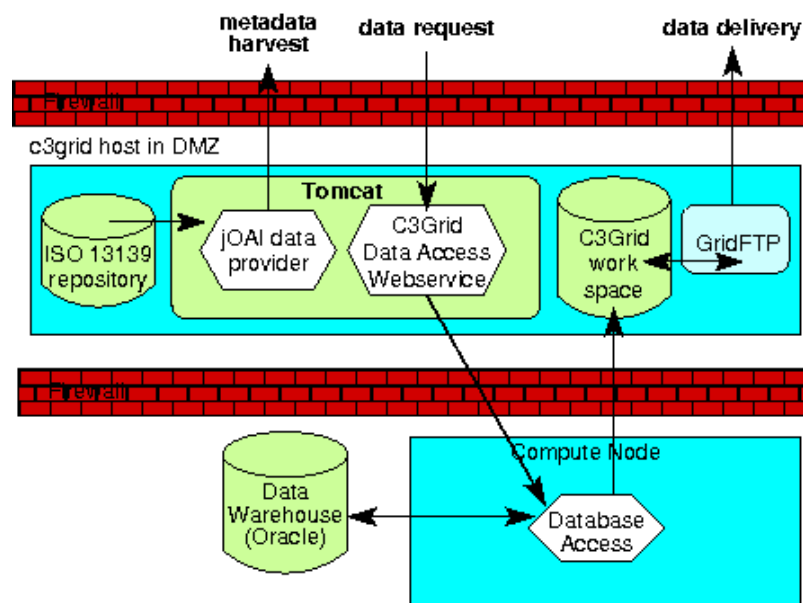 metadata
harvest
data request
data delivery
Firewall
c3grid host in DMZ
Tomcat
ISO 13139
repository
jOAI data
provider
C3Grid
Data Access
Webservice
C3Grid
work
space
GridFTP
Firewall
Compute Node
Data
Warehouse
(Oracle)
Database
Access